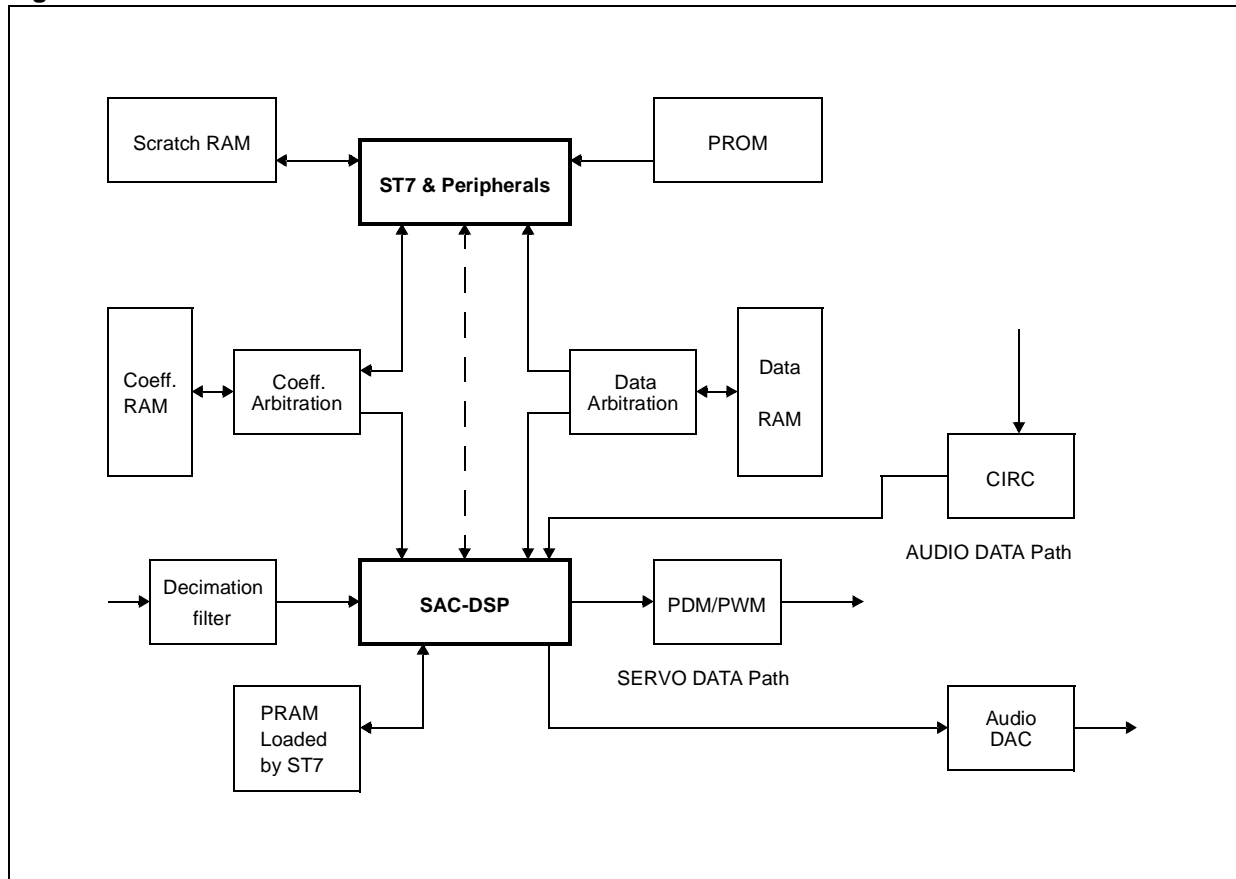 Scratch RAM
ST7 & Peripherals
PROM
Coeff.
RAM
Coeff.
Arbitration
Data
Arbitration
Data
RAM
CIRC
AUDIO DATA Path
Decimation
filter
SAC-DSP
PDM/PWM
SERVO DATA Path
PRAM
Loaded
by ST7
Audio
DAC